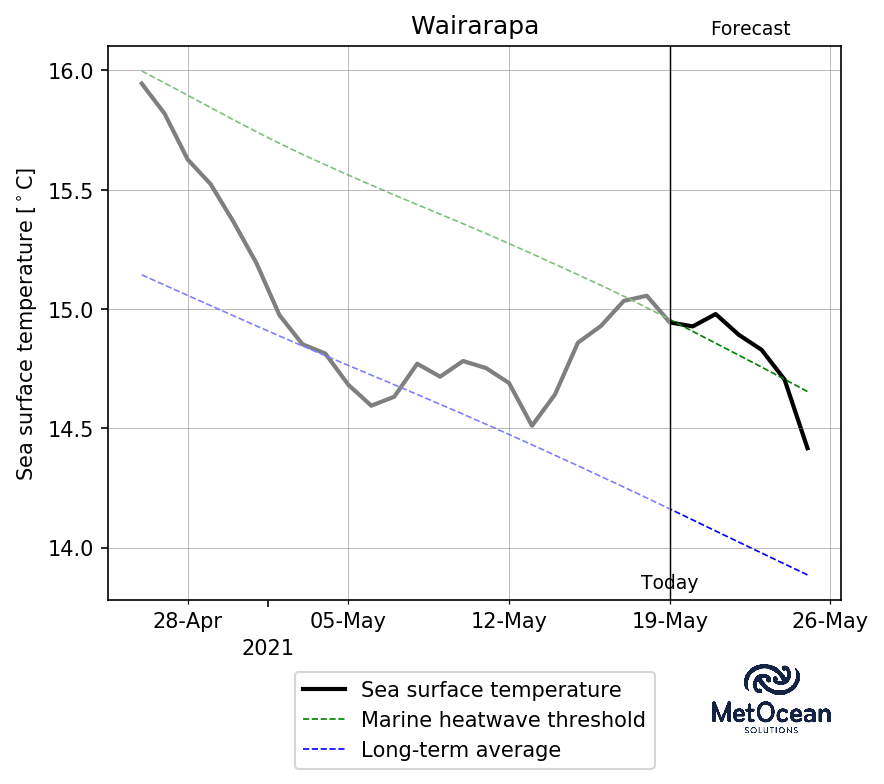 Wairarapa
Forecast
Sea surface temperature [°C]
16.0
15.5
15.0
14.5
14.0
Today
28-Apr
05-May
12-May
19-May
26-May
2021
Sea surface temperature
Marine heatwave threshold
Long-term average
MetOcean
SOLUTIONS